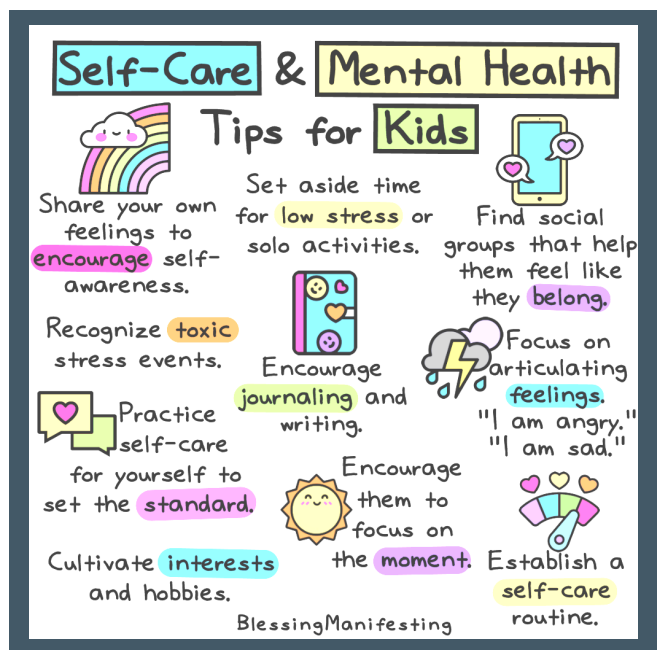 Self-Care & Mental Health
Tips for Kids
Share your own
feelings to
encourage self-
awareness.
Set aside time
for low stress or
solo activities.
Find social
groups that help
them feel like
they belong.
Recognize toxic
stress events.
Encourage
journaling and
writing.
Focus on
articulating
feelings.
"I am angry."
"I am sad."
Practice
self-care
for yourself to
set the standard.
Encourage
them to
focus on
the moment.
Cultivate interests
and hobbies.
Establish a
self-care
routine.
BlessingManifesting